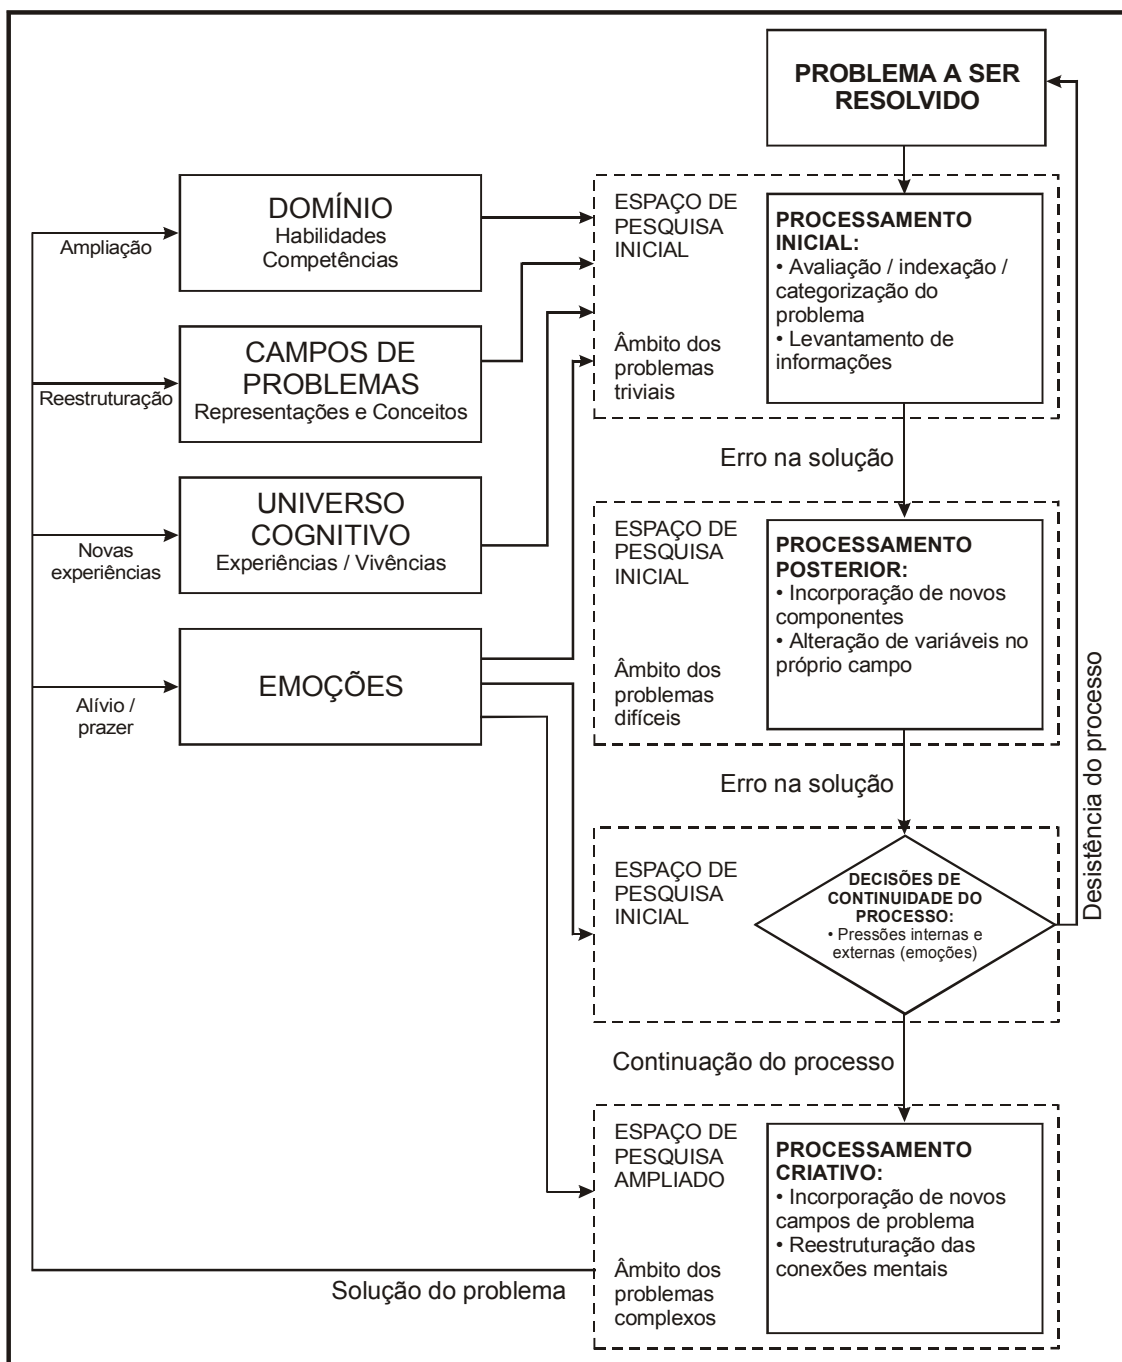 PROBLEMA A SER
RESOLVIDO
DOMÍNIO
Habilidades
Competências
Ampliação
CAMPOS DE
PROBLEMAS
Representações e Conceitos
Reestruturação
UNIVERSO
COGNITIVO
Experiências / Vivências
Novas
experiências
EMOÇÕES
Alívio /
prazer
ESPAÇO DE
PESQUISA
INICIAL
Âmbito dos
problemas
triviais
PROCESSAMENTO
INICIAL:
• Avaliação / indexação /
categorização do
problema
• Levantamento de
informações
Erro na solução
ESPAÇO DE
PESQUISA
INICIAL
Âmbito dos
problemas
difíceis
PROCESSAMENTO
POSTERIOR:
• Incorporação de novos
componentes
• Alteração de variáveis no
próprio campo
Erro na solução
ESPAÇO DE
PESQUISA
INICIAL
DECISÕES DE
CONTINUIDADE DO
PROCESSO:
• Pressões internas e
externas (emoções)
Desistência do processo
Continuação do processo
ESPAÇO DE
PESQUISA
AMPLIADO
Âmbito dos
problemas
complexos
PROCESSAMENTO
CRIATIVO:
• Incorporação de novos
campos de problema
• Reestruturação das
conexões mentais
Solução do problema